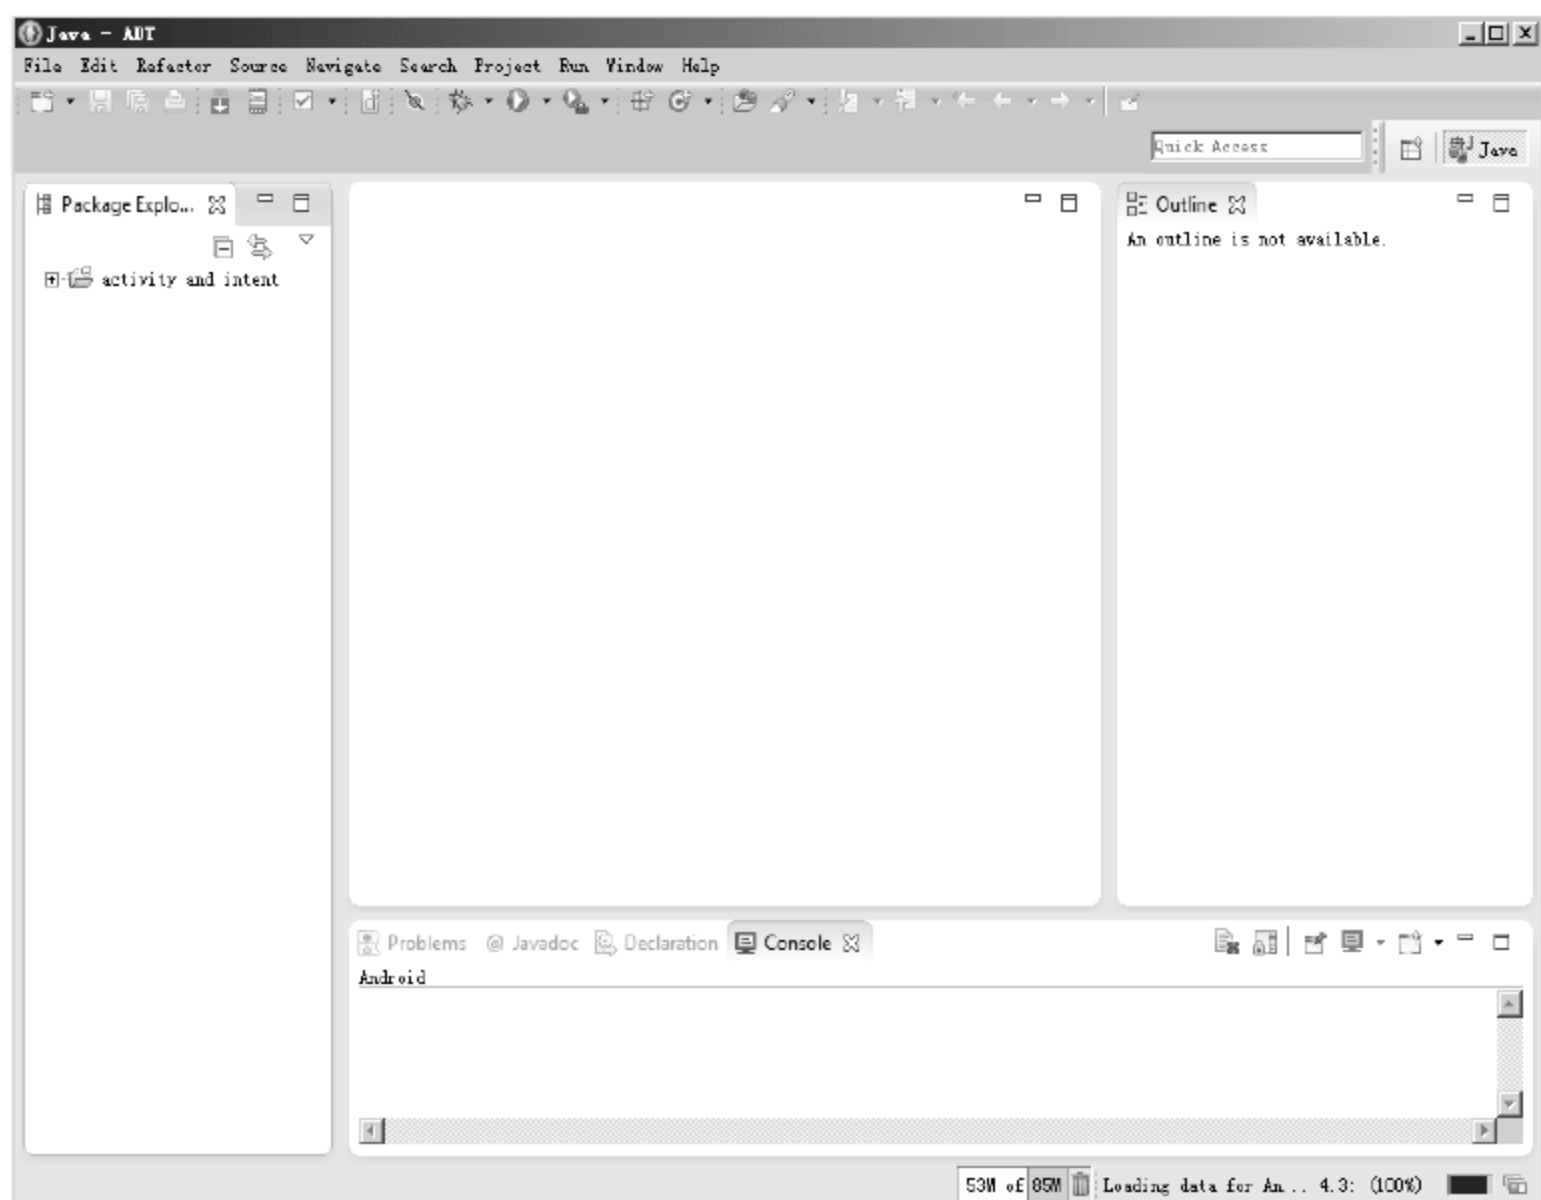 Java - ADT
File Edit Refactor Source Navigate Search Project Run Window Help
Quick Access
Java
Package Explo...
activity and intent
Outline
An outline is not available.
Problems @ Javadoc Declaration Console
Android
53M of 85M Loading data for An... 4.3: (100%)